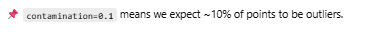 📌 contamination=0.1 means we expect ~10% of points to be outliers.